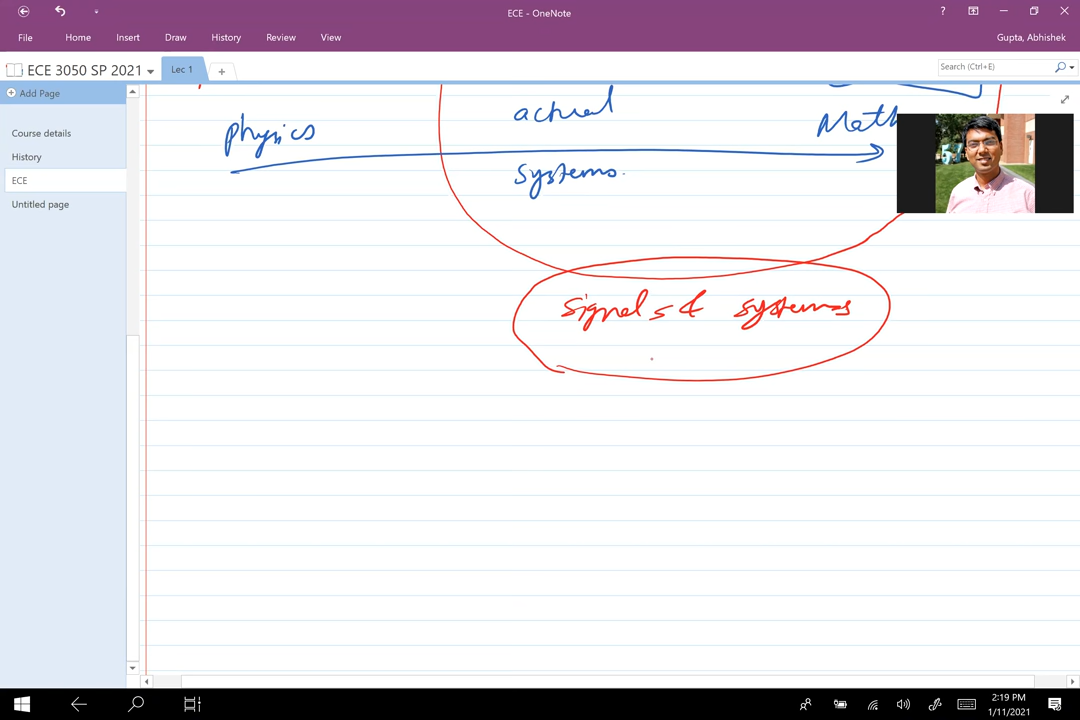 ECE - OneNote
?
File Home Insert Draw History Review View
Gupta, Abhishek
ECE 3050 SP 2021
Lec 1
+
Search (Ctrl+E)
Add Page
Course details
History
ECE
Untitled page
actual
physics
Math
systems.
signals & systems
2:19 PM
1/11/2021